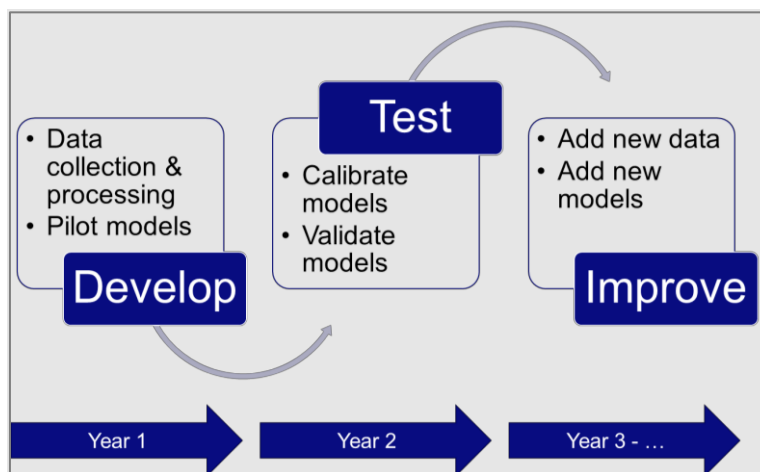 • Data
collection &
processing
• Pilot models
Develop
Test
• Calibrate
models
• Validate
models
• Add new data
• Add new
models
Improve
Year 1
Year 2
Year 3 - ...